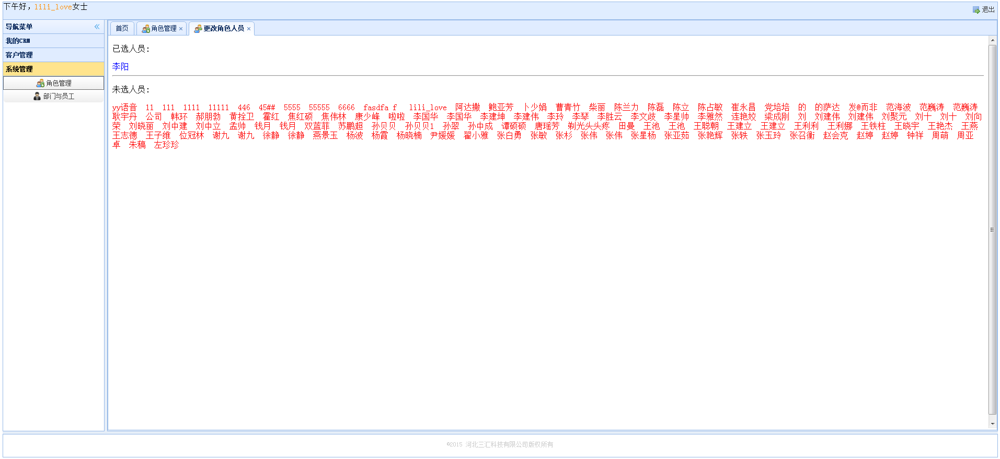 下午好，lili_love女士
退出
导航菜单
我的CRM
客户管理
系统管理
角色管理
部门与员工
首页 角色管理 更改角色人员
已选人员：
李阳
未选人员：
yy语音 11 111 1111 11111 446 45## 5555 55555 6666 fasdfa f lili_love 阿达撒 鲍亚芳 卜少娟 曹青竹 柴丽 陈兰力 陈磊 陈立 陈占敏 崔永昌 党培培 的 的萨达 发@而非 范海波 范巍涛 范巍涛
耿宇丹 公司 韩环 郝朋勃 黄拴卫 霍红 焦红硕 焦伟林 康少峰 啦啦 李国华 李国华 李建坤 李建伟 李玲 李琴 李胜云 李文歧 李星帅 李雅然 连艳姣 梁成刚 刘 刘建伟 刘建伟 刘聚元 刘十 刘十 刘向
荣 刘晓丽 刘中建 刘中立 孟帅 钱月 钱月 双蓝菲 苏鹏超 孙贝贝 孙贝贝1 孙翠 孙中成 谭硕硕 唐瑶芳 剃光头头疼 田曼 王池 王池 王聪朝 王建立 王建立 王利利 王利娜 王铁柱 王晓宇 王艳杰 王燕
王志德 王子维 位冠林 谢九 谢九 徐静 徐静 燕景玉 杨波 杨霞 杨晓楠 尹媛媛 翟小雅 张白勇 张敏 张杉 张伟 张伟 张星杨 张亚茹 张艳辉 张轶 张玉玲 张召衡 赵会克 赵婷 赵婷 钟祥 周萌 周亚
卓 朱稿 左珍珍
©2015 河北三汇科技有限公司版权所有